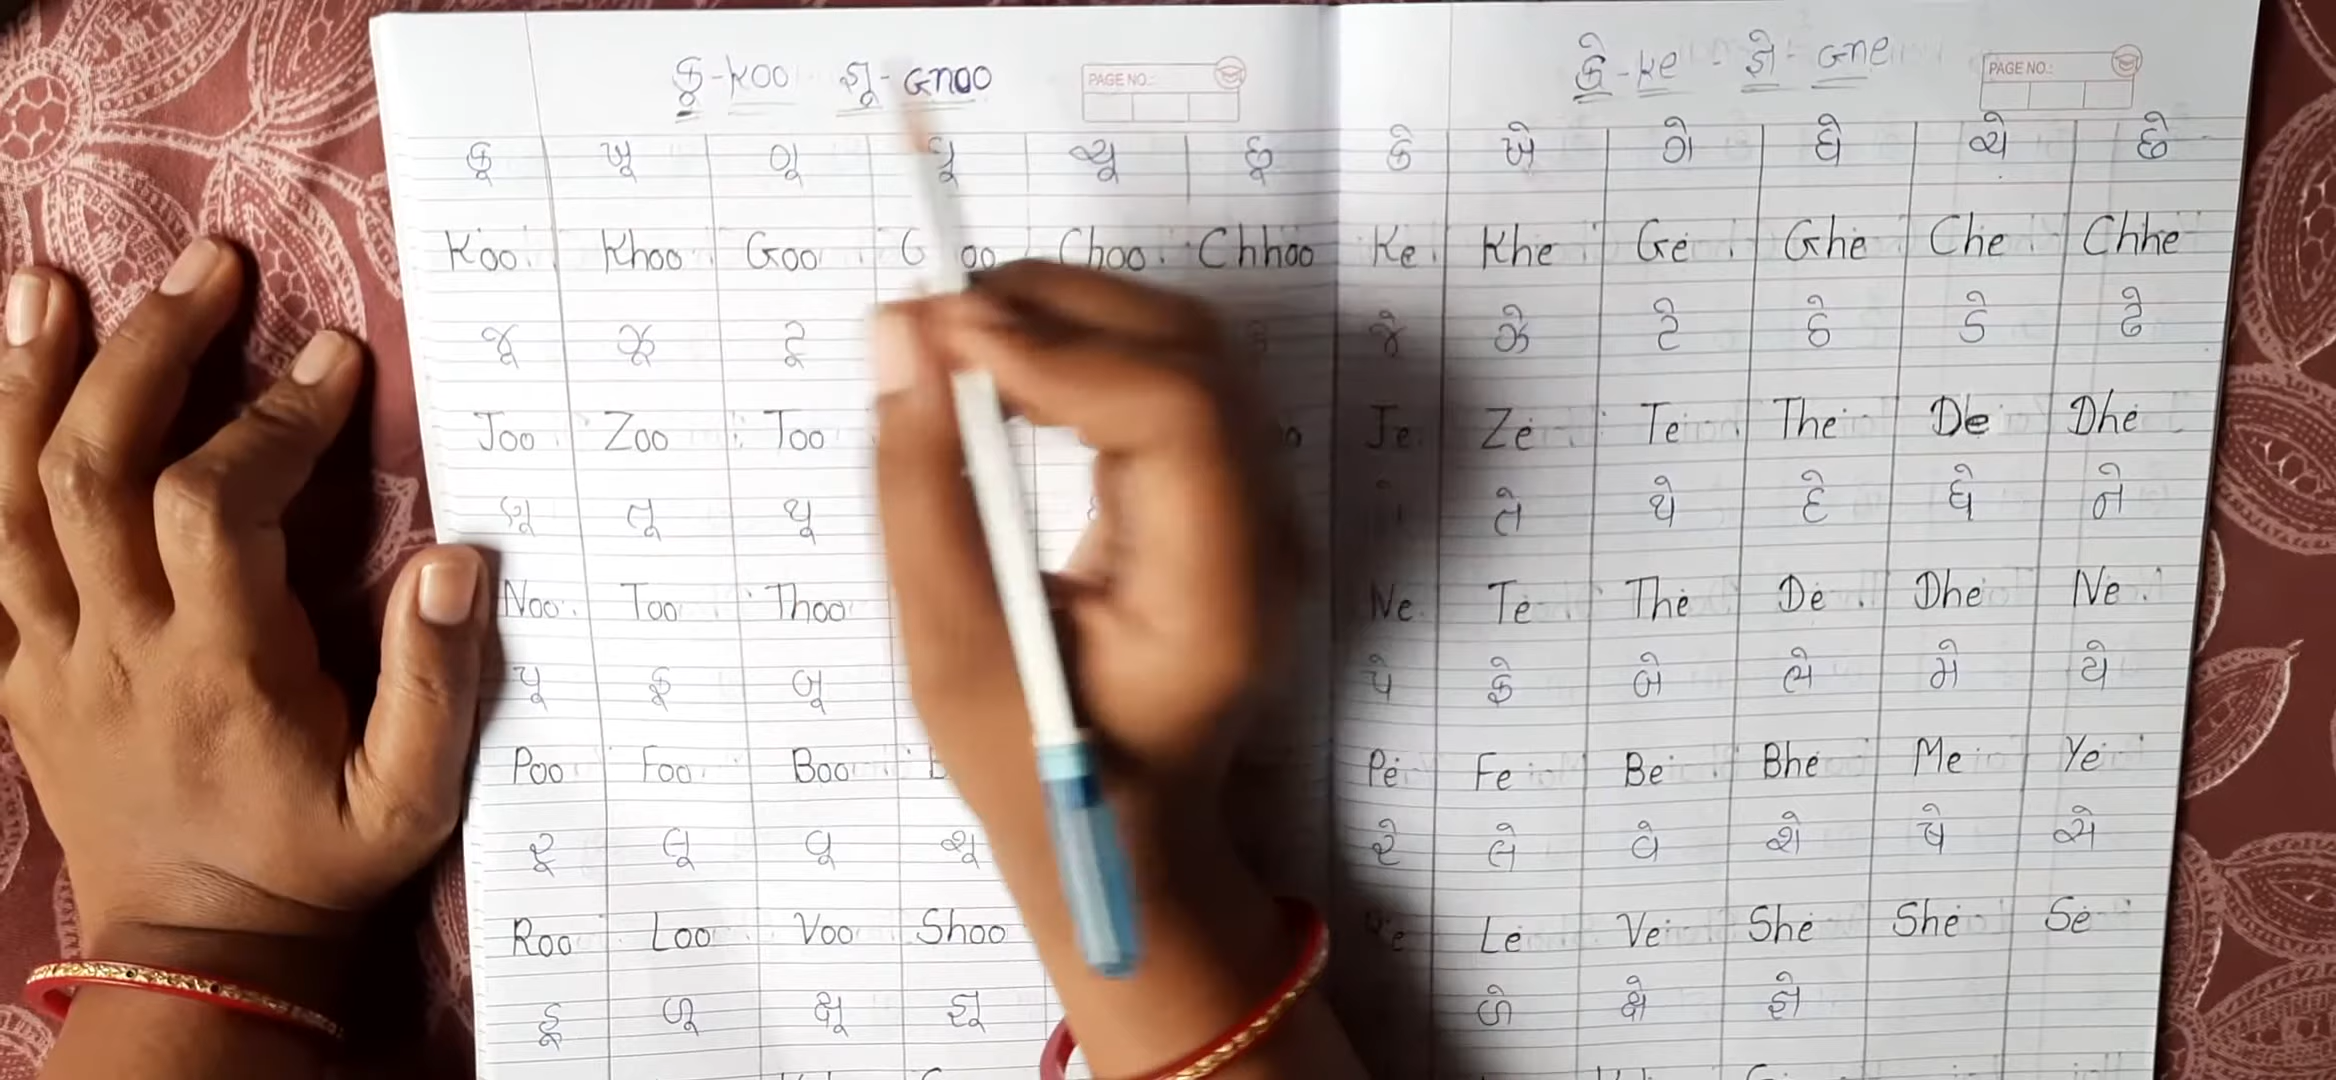 કૂ-Koo જ્ઞૂ-Gnoo
PAGE NO.:
કૂ ખૂ ગૂ ઘૂ ચૂ છૂ
Koo Khoo Goo Choo Chhoo
જૂ ઝૂ ટૂ
Joo Zoo Too
ણૂ તૂ થૂ
Noo Too Thoo
પૂ ફૂ બૂ
Poo Foo Boo
રૂ લૂ વૂ શૂ
Roo Loo Voo Shoo
હૂ ળૂ ક્ષૂ જ્ઞૂ
કે-Ke - જ્ઞે-Gne
PAGE NO.:
કે ખે ગે ઘે ચે છે
Ke Khe Ge Ghe Che Chhe
જે ઝે ટે ઠે ડે ઢે
Je Ze Te The De Dhe
તે થે દે ધે ને
Ne Te The De Dhe Ne
પે ફે બે ભે મે યે
Pe Fe Be Bhe Me Ye
રે લે વે શે ષે સે
Le Ve She She Se
ળે ક્ષે જ્ઞે